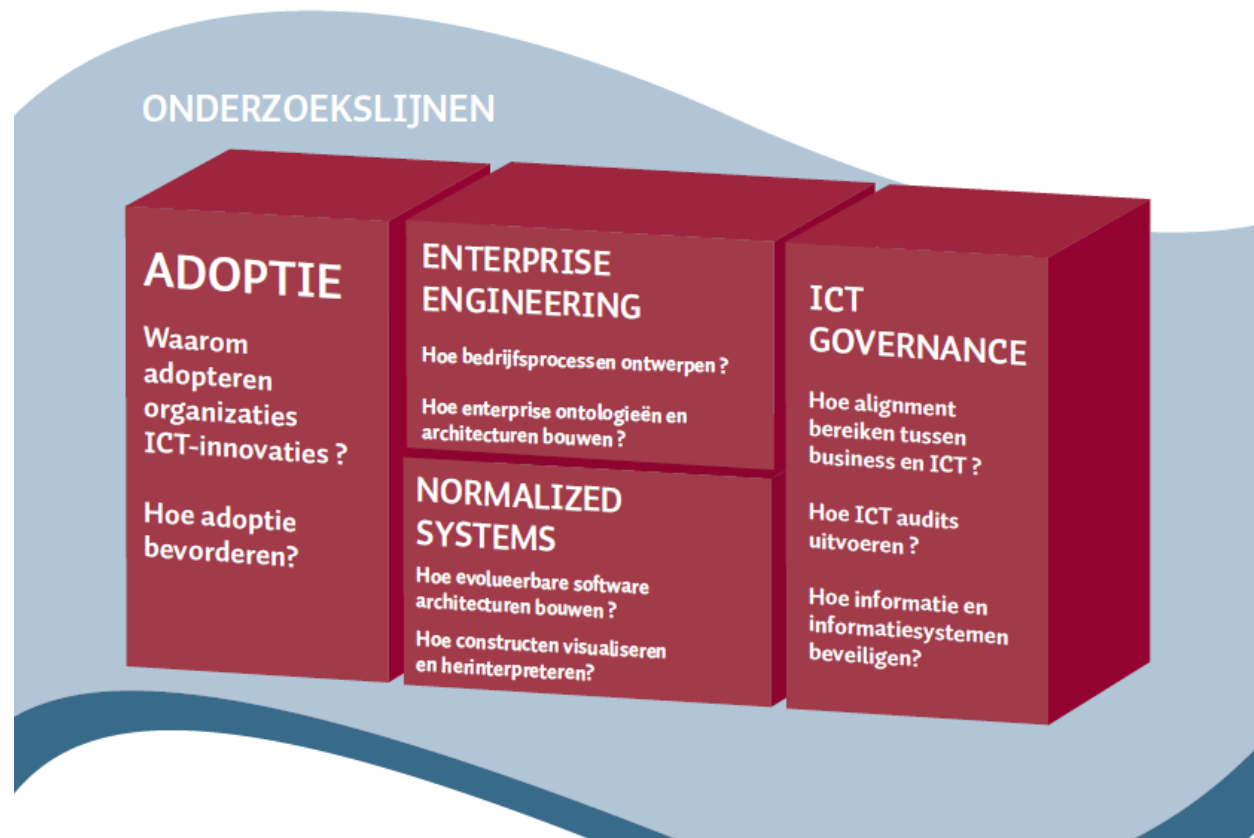 ONDERZOEKSLIJNEN
ADOPTIE
Waarom
adopteren
organizaties
ICT-innovaties ?
Hoe adoptie
bevorderen?
ENTERPRISE
ENGINEERING
Hoe bedrijfsprocessen ontwerpen ?
Hoe enterprise ontologieën en
architecturen bouwen ?
NORMALIZED
SYSTEMS
Hoe evolueerbare software
architecturen bouwen ?
Hoe constructen visualiseren
en herinterpreteren?
ICT
GOVERNANCE
Hoe alignment
bereiken tussen
business en ICT ?
Hoe ICT audits
uitvoeren ?
Hoe informatie en
informatiesystemen
beveiligen?